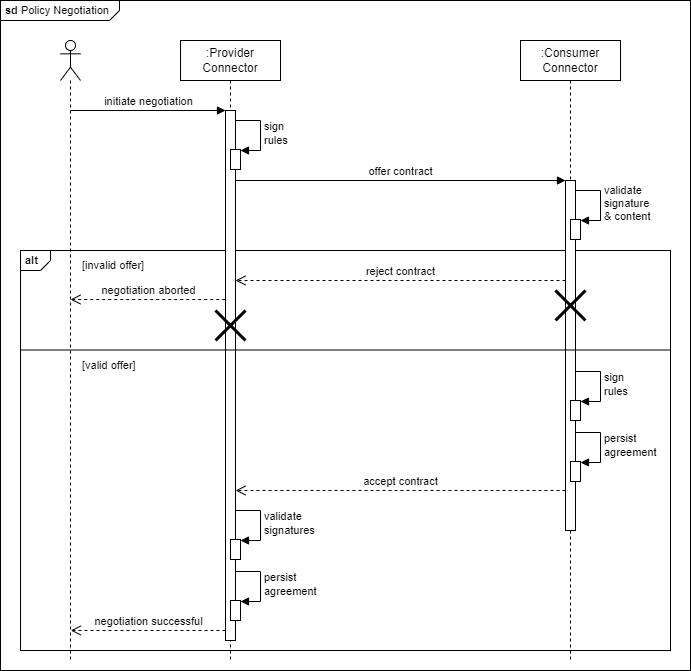 sd Policy Negotiation
:Provider
Connector
:Consumer
Connector
initiate negotiation
sign
rules
offer contract
validate
signature
& content
alt
[invalid offer]
reject contract
negotiation aborted
[valid offer]
sign
rules
persist
agreement
accept contract
validate
signatures
persist
agreement
negotiation successful